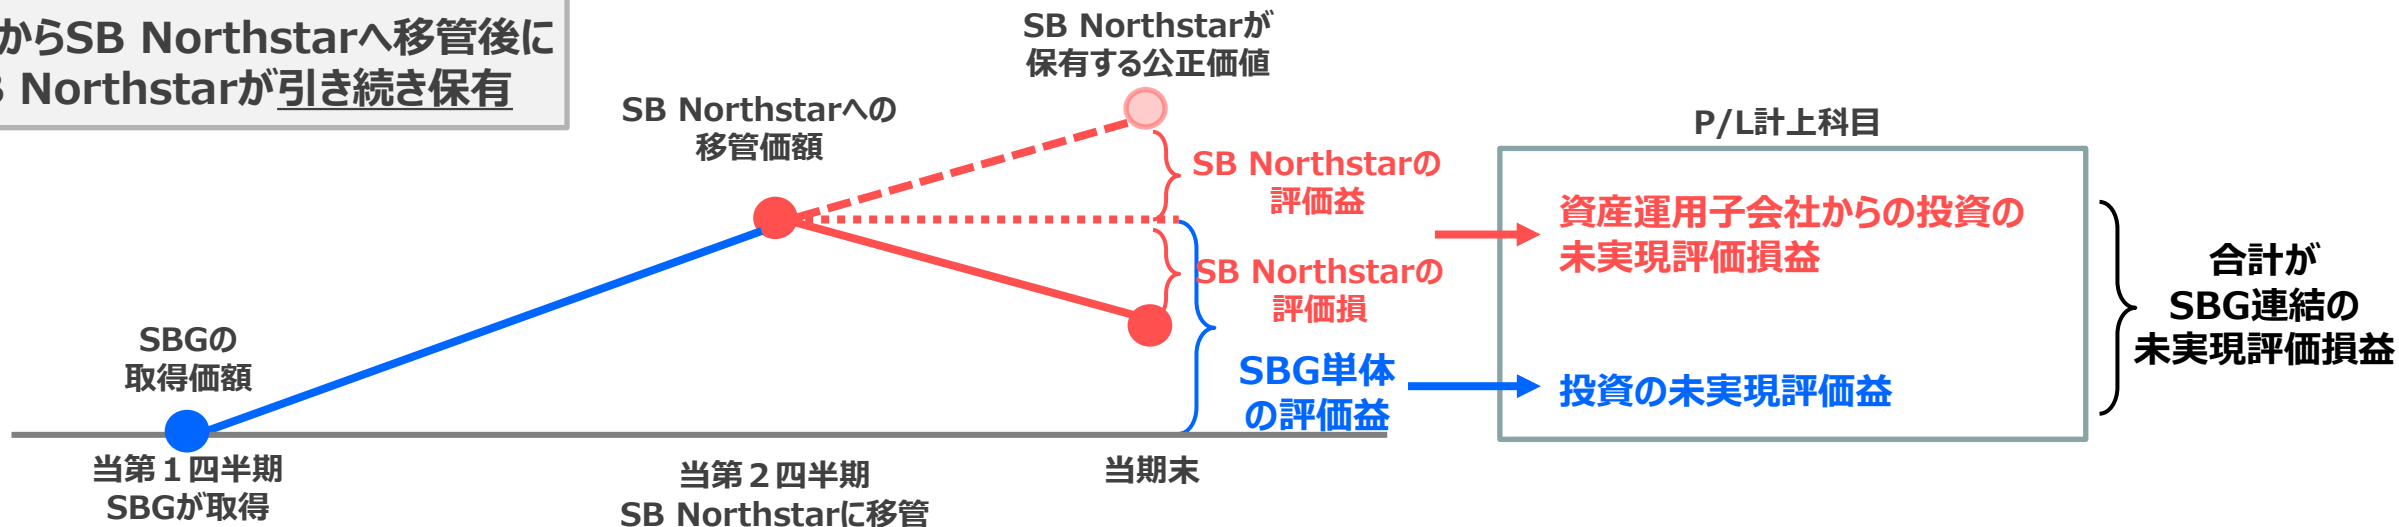 からSB Northstarへ移管後に
Northstarが引き続き保有
SBGの
取得価額
SB Northstarへの
移管価額
SB Northstarが
保有する公正価値
SB Northstarの
評価益
SB Northstarの
評価損
SBG単体
の評価益
当第１四半期
SBGが取得
当第２四半期
SB Northstarに移管
当期末
P/L計上科目
資産運用子会社からの投資の
未実現評価損益
投資の未実現評価益
合計が
SBG連結の
未実現評価損益